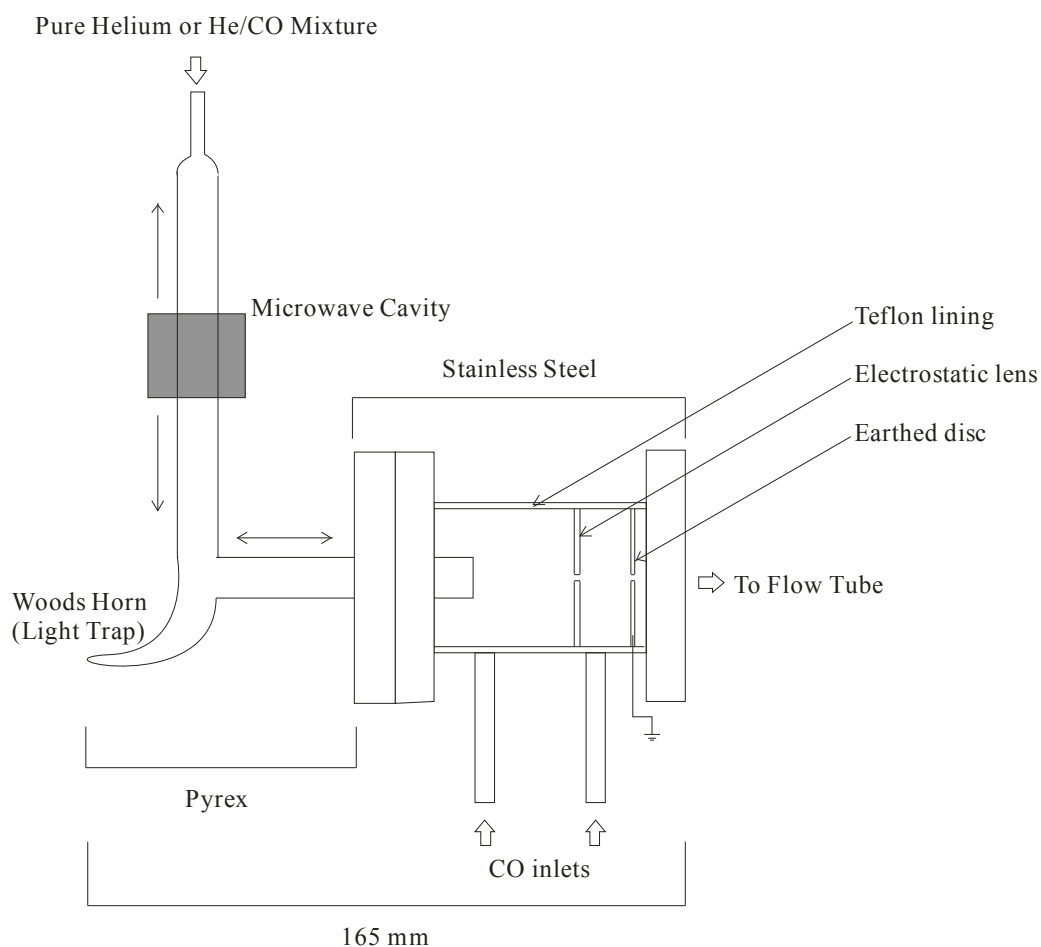 Pure Helium or He/CO Mixture
Microwave Cavity
Teflon lining
Stainless Steel
Electrostatic lens
Earthed disc
To Flow Tube
Woods Horn
(Light Trap)
Pyrex
CO inlets
165 mm